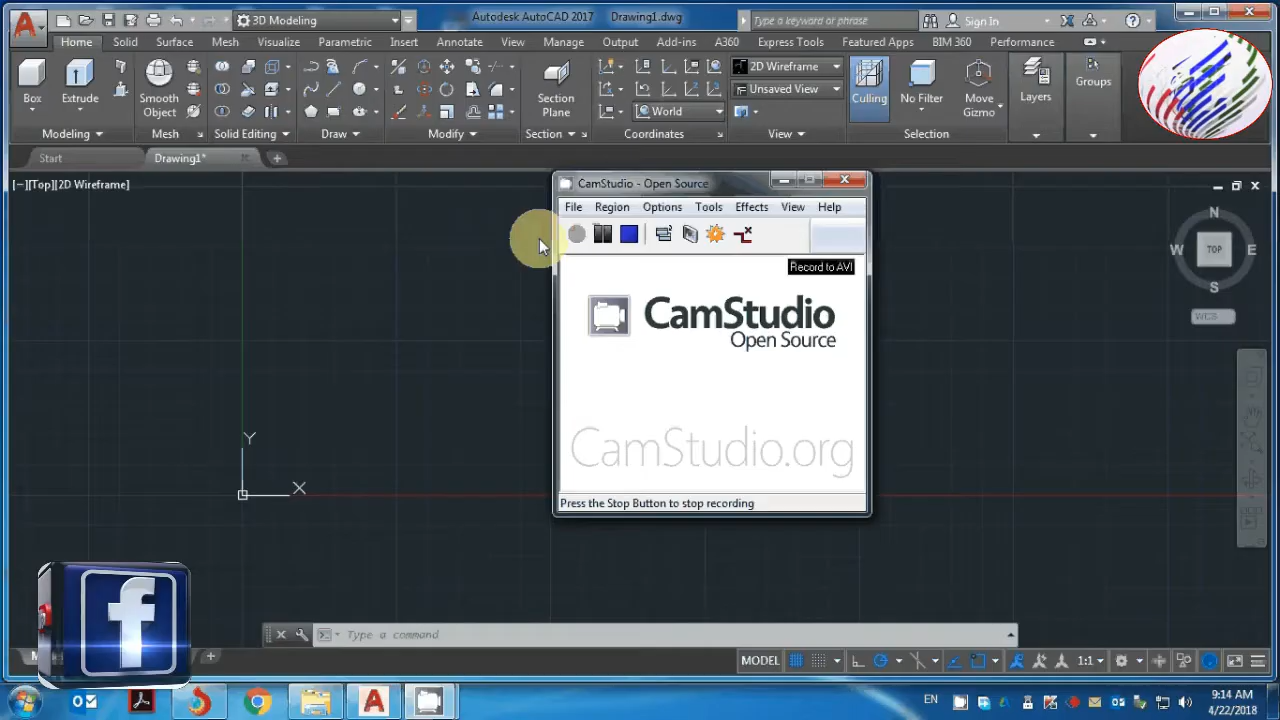 3D Modeling
Autodesk AutoCAD 2017 Drawing1.dwg
Type a keyword or phrase
Sign In
Home Solid Surface Mesh Visualize Parametric Insert Annotate View Manage Output Add-ins A360 Express Tools Featured Apps BIM 360 Performance
Box
Extrude
Smooth
Object
Section
Plane
World
2D Wireframe
Unsaved View
Culling
No Filter
Move
Gizmo
Layers
Groups
Modeling
Mesh
Solid Editing
Draw
Modify
Section
Coordinates
View
Selection
Start
Drawing1*
[−][Top][2D Wireframe]
CamStudio - Open Source
File Region Options Tools Effects View Help
Record to AVI
CamStudio
Open Source
CamStudio.org
Press the Stop Button to stop recording
N
W
TOP
E
S
WCS
Y
X
f
Type a command
MODEL
1:1
EN
9:14 AM
4/22/2018